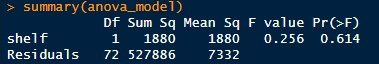 > summary(anova_model)
            Df Sum Sq Mean Sq F value Pr(>F)
shelf        1   1880    1880   0.256  0.614
Residuals   72 527886    7332